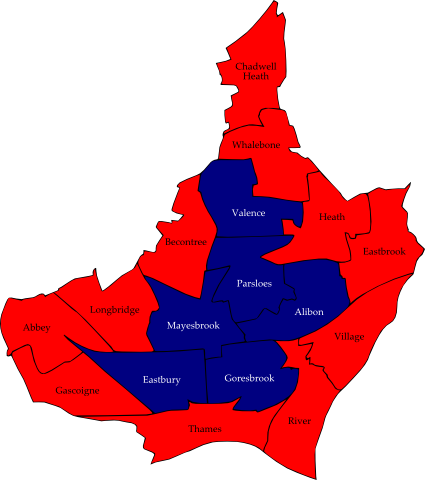 Chadwell
Heath
Whalebone
Valence
Heath
Becontree
Eastbrook
Parsloes
Longbridge
Alibon
Abbey
Mayesbrook
Village
Eastbury
Goresbrook
Gascoigne
River
Thames